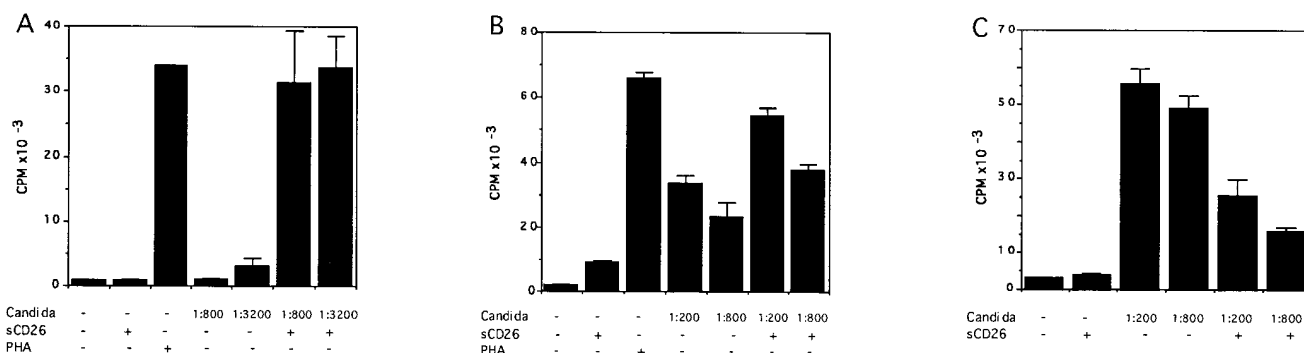 A
40
30
20
10
0
CPM x10 -3
Candida - - - 1:800 1:3200 1:800 1:3200
sCD26 - + - - - + +
PHA - - + - - - -
B
80
60
40
20
0
CPM x10 -3
Candida - - - 1:200 1:800 1:200 1:800
sCD26 - + - - - + +
PHA - - + - - - -
C
70
50
30
10
0
CPM x10 -3
Candida - - 1:200 1:800 1:200 1:800
sCD26 - + - - + +